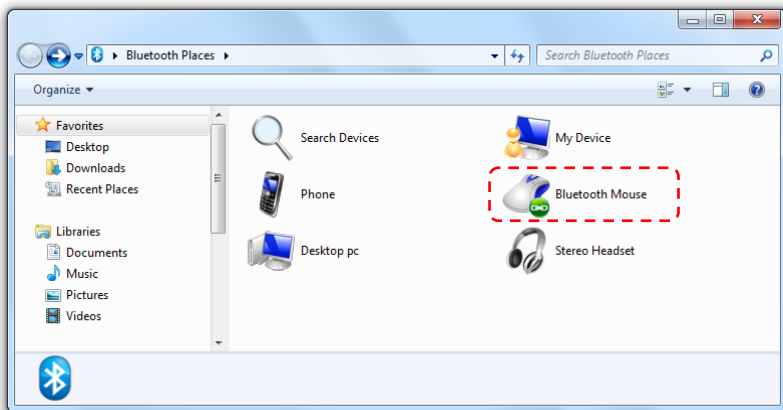 Bluetooth Places
Search Bluetooth Places
Organize
Favorites
Desktop
Downloads
Recent Places
Libraries
Documents
Music
Pictures
Videos
Search Devices
My Device
Phone
Bluetooth Mouse
Desktop pc
Stereo Headset